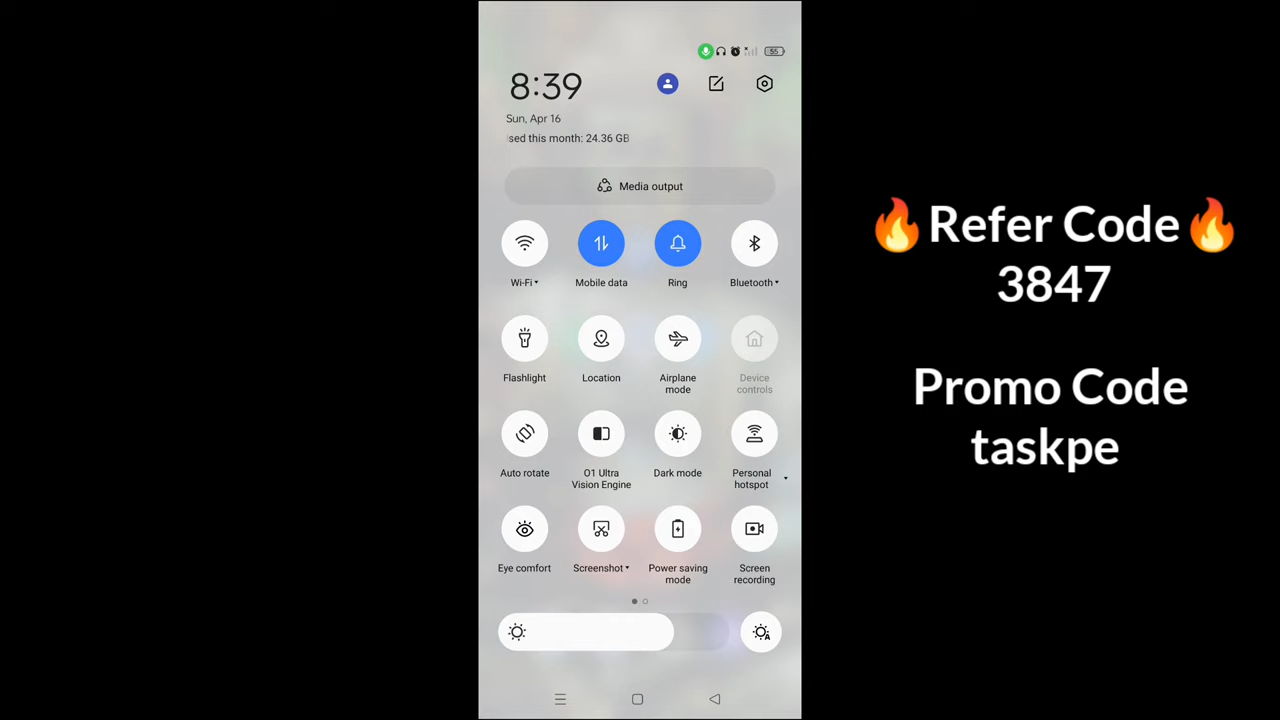 55
8:39
Sun, Apr 16
sed this month: 24.36 GB
Media output
Wi-Fi
Mobile data
Ring
Bluetooth
Flashlight
Location
Airplane
mode
Device
controls
Auto rotate
O1 Ultra
Vision Engine
Dark mode
Personal
hotspot
Eye comfort
Screenshot
Power saving
mode
Screen
recording
A
🔥Refer Code🔥
3847
Promo Code
taskpe